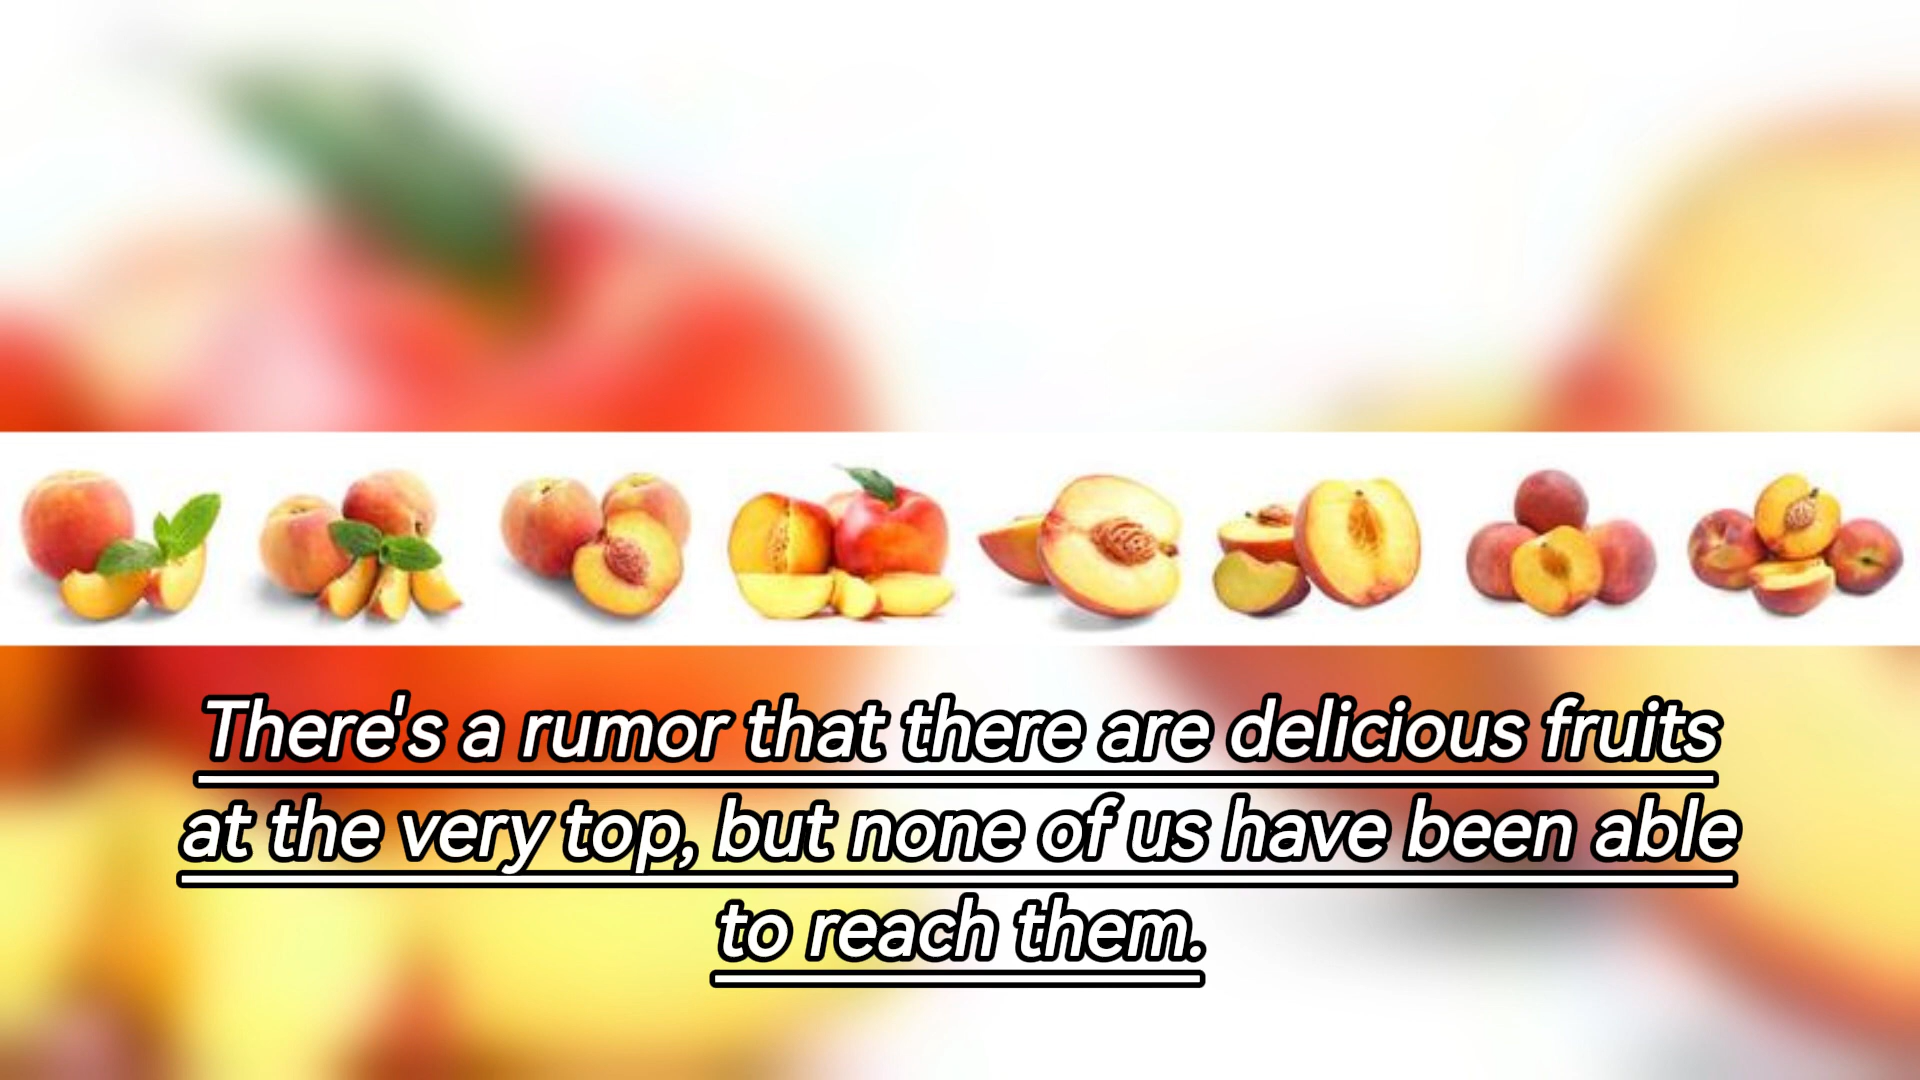 There's a rumor that there are delicious fruits
at the very top, but none of us have been able
to reach them.